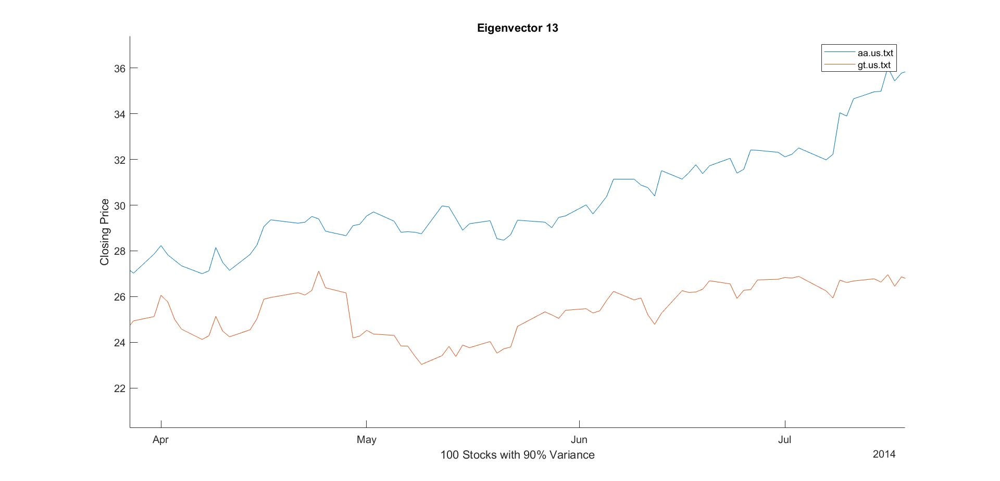 Eigenvector 13
aa.us.txt
gt.us.txt
36
34
32
30
28
26
24
22
Closing Price
Apr
May
Jun
Jul
100 Stocks with 90% Variance
2014